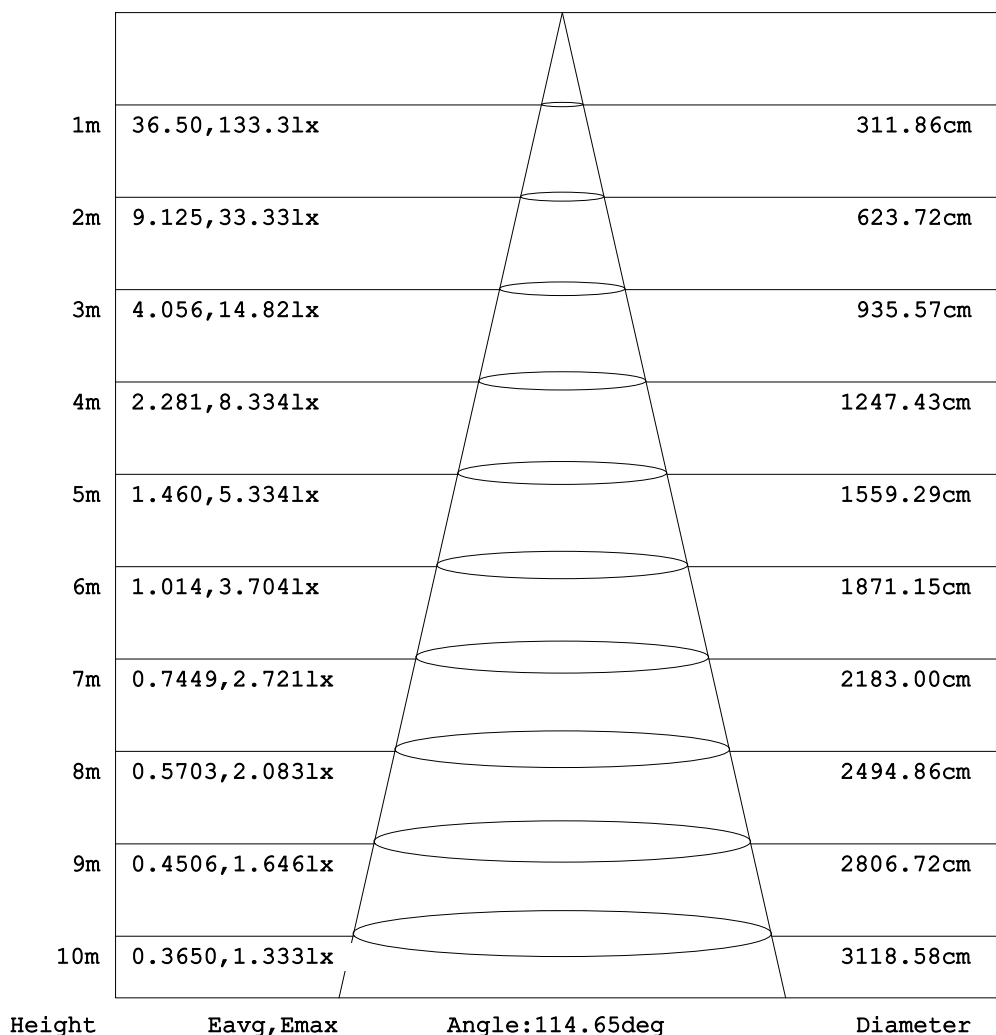 1m 36.50,133.3lx 311.86cm
2m 9.125,33.33lx 623.72cm
3m 4.056,14.82lx 935.57cm
4m 2.281,8.334lx 1247.43cm
5m 1.460,5.334lx 1559.29cm
6m 1.014,3.704lx 1871.15cm
7m 0.7449,2.721lx 2183.00cm
8m 0.5703,2.083lx 2494.86cm
9m 0.4506,1.646lx 2806.72cm
10m 0.3650,1.333lx 3118.58cm
Height Eavg,Emax Angle:114.65deg Diameter